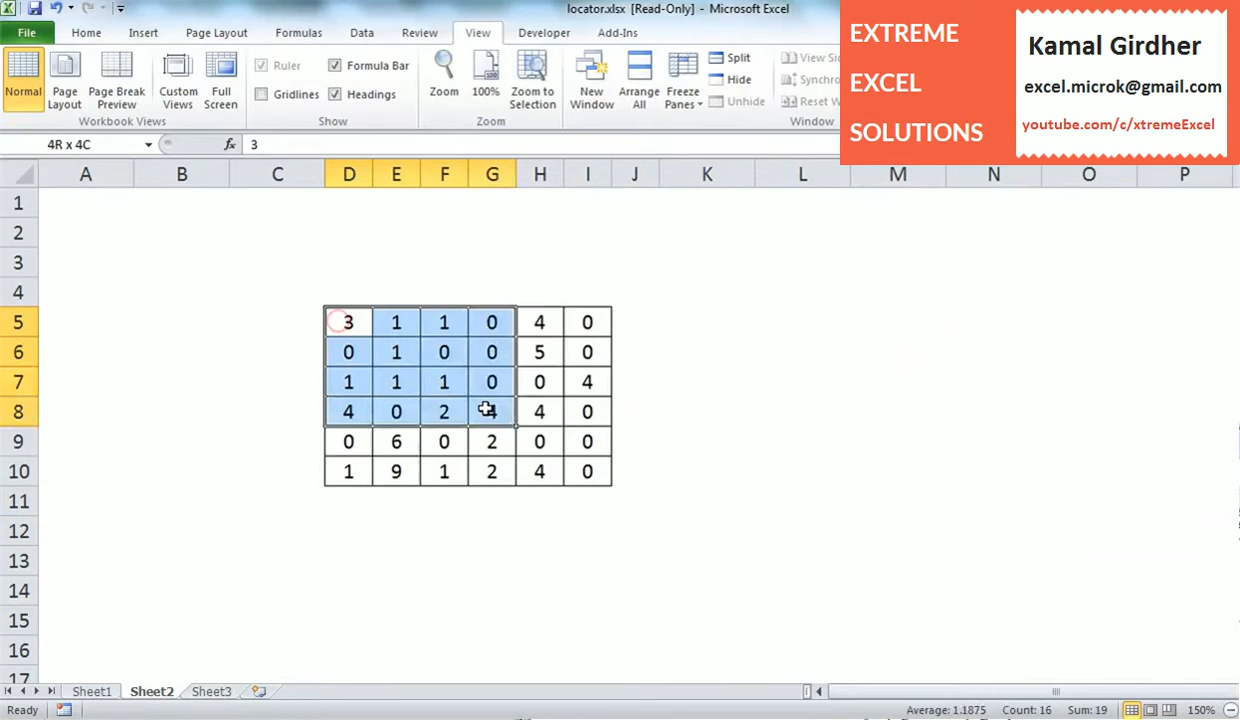 locator.xlsx [Read-Only] - Microsoft Excel
File Home Insert Page Layout Formulas Data Review View Developer Add-Ins
Normal Page Layout Page Break Preview Custom Views Full Screen
Workbook Views
Ruler Formula Bar
Gridlines Headings
Show
Zoom 100% Zoom to Selection
Zoom
New Window Arrange All Freeze Panes
Split
Hide
Unhide
Window
EXTREME
EXCEL
SOLUTIONS
Kamal Girdher
excel.microk@gmail.com
youtube.com/c/xtremeExcel
4R x 4C fx 3
A B C D E F G H I J K L M N O P
1
2
3
4
5 3 1 1 0 4 0
6 0 1 0 0 5 0
7 1 1 1 0 0 4
8 4 0 2 4 4 0
9 0 6 0 2 0 0
10 1 9 1 2 4 0
11
12
13
14
15
16
17
Sheet1 Sheet2 Sheet3
Ready Average: 1.1875 Count: 16 Sum: 19 150%